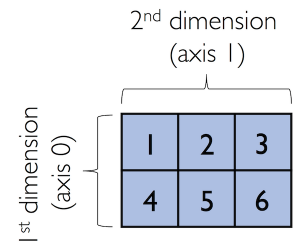 2nd dimension
(axis 1)
1st dimension
(axis 0)
1 2 3
4 5 6